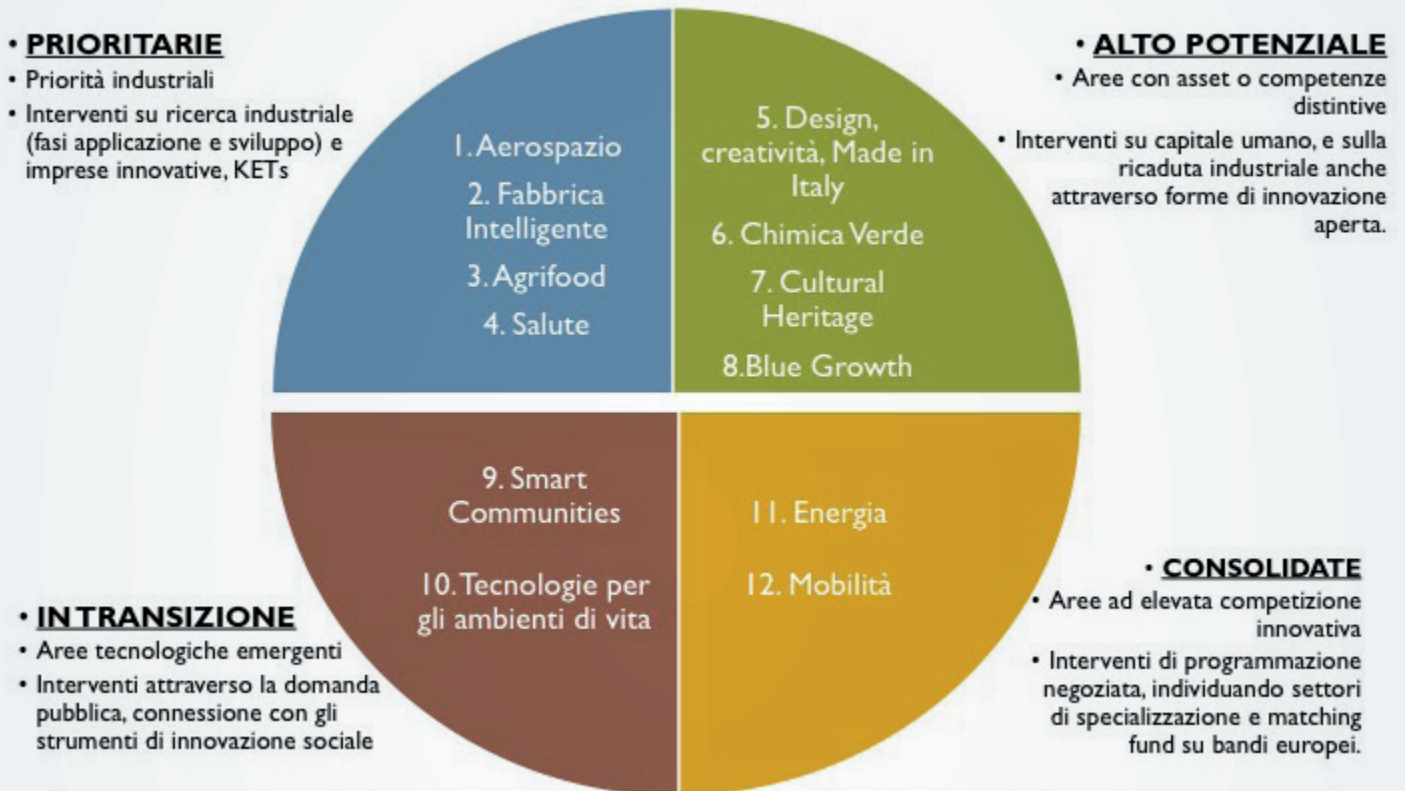 • PRIORITARIE
• Priorità industriali
• Interventi su ricerca industriale
(fasi applicazione e sviluppo) e
imprese innovative, KETs
1. Aerospazio
2. Fabbrica
Intelligente
3. Agrifood
4. Salute
5. Design,
creatività, Made in
Italy
6. Chimica Verde
7. Cultural
Heritage
8.Blue Growth
• ALTO POTENZIALE
• Aree con asset o competenze
distintive
• Interventi su capitale umano, e sulla
ricaduta industriale anche
attraverso forme di innovazione
aperta.
• IN TRANSIZIONE
• Aree tecnologiche emergenti
• Interventi attraverso la domanda
pubblica, connessione con gli
strumenti di innovazione sociale
9. Smart
Communities
10. Tecnologie per
gli ambienti di vita
11. Energia
12. Mobilità
• CONSOLIDATE
• Aree ad elevata competizione
innovativa
• Interventi di programmazione
negoziata, individuando settori
di specializzazione e matching
fund su bandi europei.